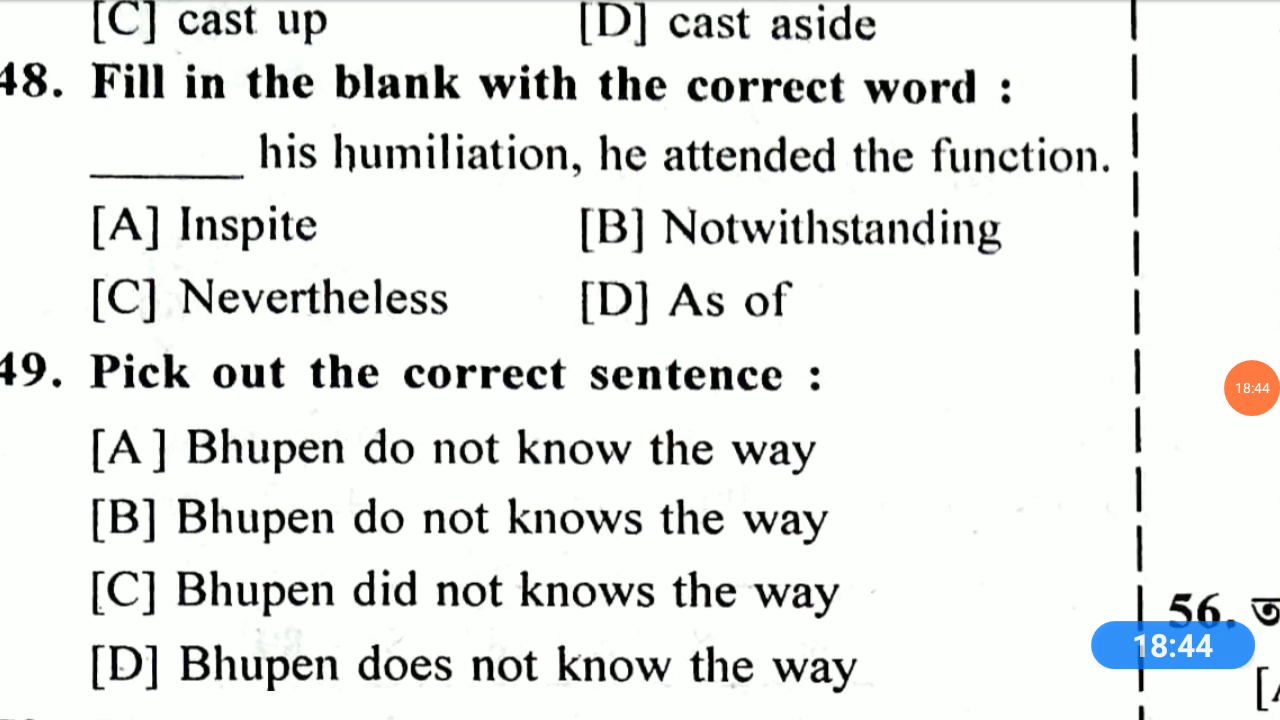 [C] cast up [D] cast aside
48. Fill in the blank with the correct word :
______ his humiliation, he attended the function.
[A] Inspite [B] Notwithstanding
[C] Nevertheless [D] As of
49. Pick out the correct sentence :
[A ] Bhupen do not know the way
[B] Bhupen do not knows the way
[C] Bhupen did not knows the way
[D] Bhupen does not know the way
18:44
56. ত
18:44